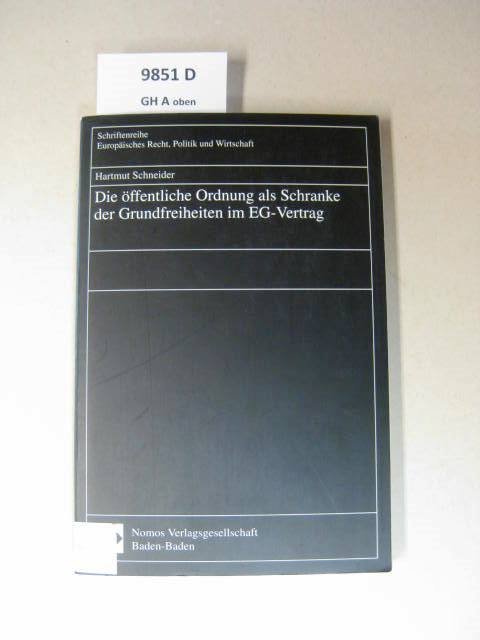 9851 D
GH A oben
Schriftenreihe
Europäisches Recht, Politik und Wirtschaft
Hartmut Schneider
Die öffentliche Ordnung als Schranke
der Grundfreiheiten im EG-Vertrag
Nomos Verlagsgesellschaft
Baden-Baden